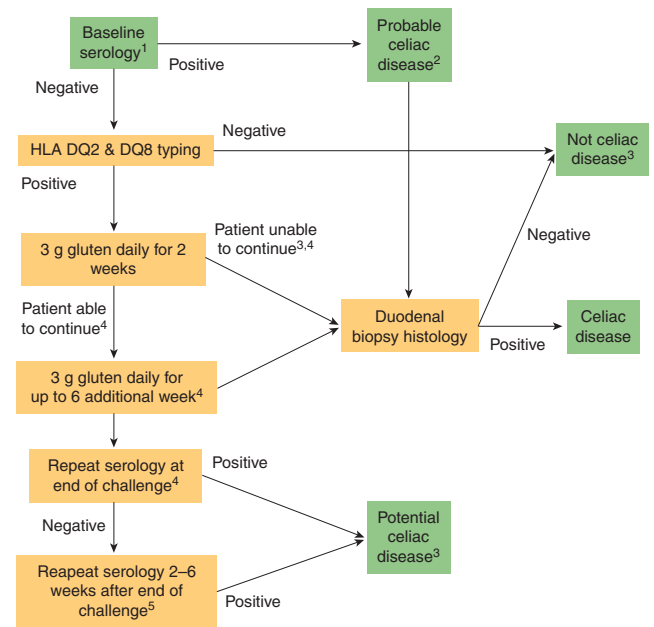 Baseline
serology¹
Positive
Probable
celiac
disease²
Negative
HLA DQ2 & DQ8 typing
Negative
Not celiac
disease³
Positive
3 g gluten daily for 2
weeks
Patient unable
to continue³,⁴
Negative
Patient able
to continue⁴
Duodenal
biopsy histology
Positive
Celiac
disease
3 g gluten daily for
up to 6 additional week⁴
Repeat serology at
end of challenge⁴
Positive
Negative
Potential
celiac
disease³
Reapeat serology 2–6
weeks after end of
challenge⁵
Positive